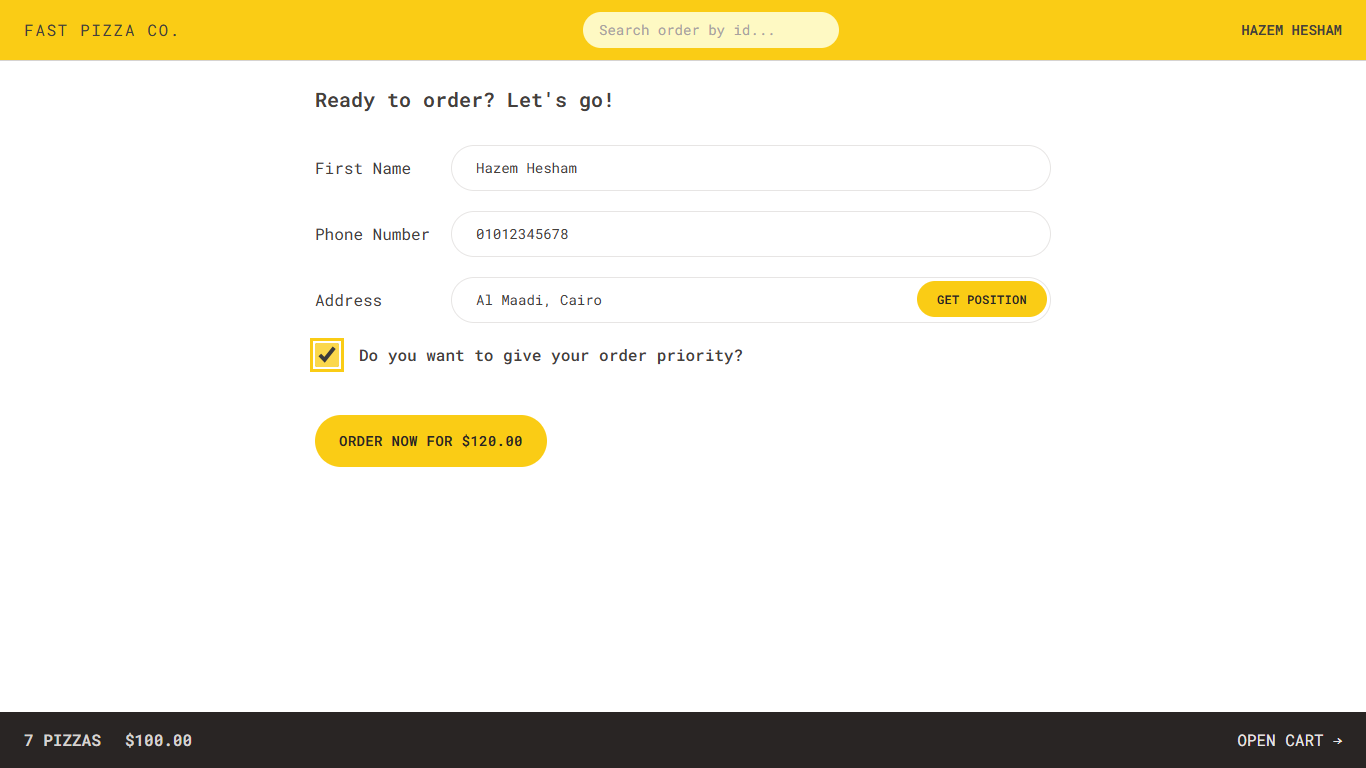 FAST PIZZA CO.
Search order by id...
HAZEM HESHAM
Ready to order? Let's go!
First Name
Hazem Hesham
Phone Number
01012345678
Address
Al Maadi, Cairo
GET POSITION
Do you want to give your order priority?
ORDER NOW FOR $120.00
7 PIZZAS $100.00
OPEN CART →